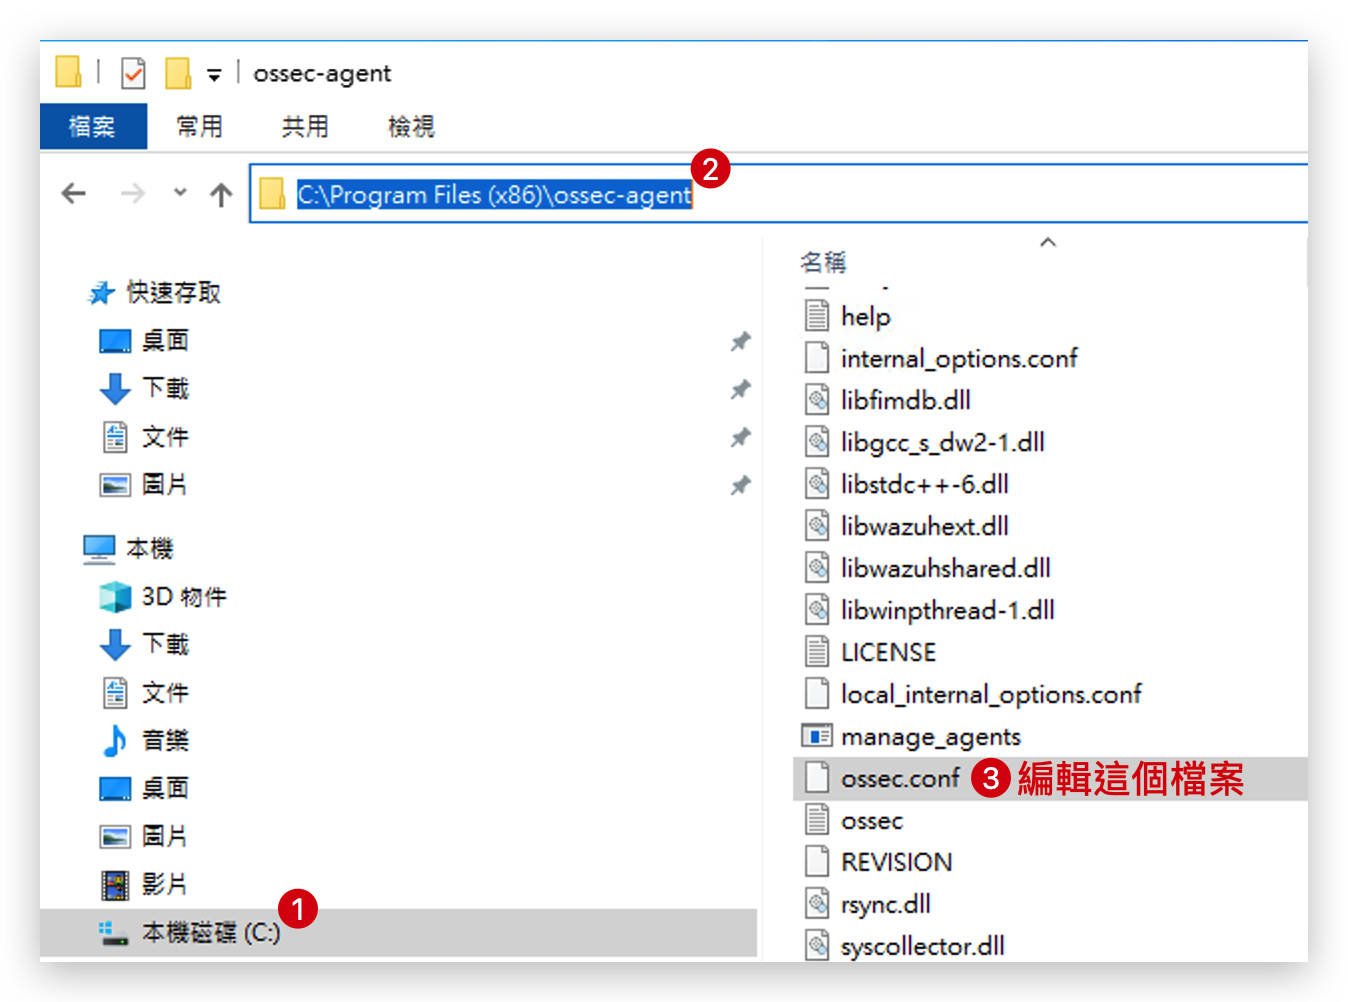 ossec-agent
檔案 常用 共用 檢視
C:\Program Files (x86)\ossec-agent
2
快速存取
桌面
下載
文件
圖片
本機
3D 物件
下載
文件
音樂
桌面
圖片
影片
本機磁碟 (C:)
1
名稱
help
internal_options.conf
libfimdb.dll
libgcc_s_dw2-1.dll
libstdc++-6.dll
libwazuhext.dll
libwazuhshared.dll
libwinpthread-1.dll
LICENSE
local_internal_options.conf
manage_agents
ossec.conf 3 編輯這個檔案
ossec
REVISION
rsync.dll
syscollector.dll